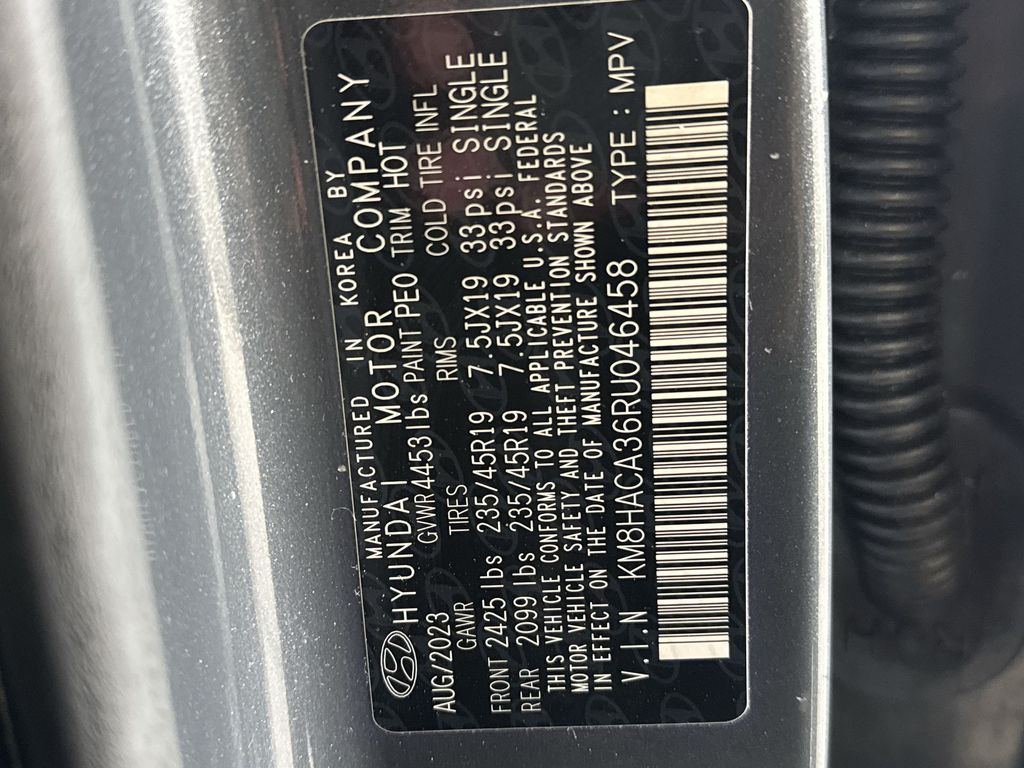 MANUFACTURED IN KOREA BY
HYUNDAI MOTOR COMPANY
AUG/2023 GVWR4453lbs PAINT PEO TRIM HOT
GAWR TIRES RIMS COLD TIRE INFL
FRONT 2425lbs 235/45R19 7.5JX19 33psi SINGLE
REAR 2099lbs 235/45R19 7.5JX19 33psi SINGLE
THIS VEHICLE CONFORMS TO ALL APPLICABLE U.S.A. FEDERAL
MOTOR VEHICLE SAFETY AND THEFT PREVENTION STANDARDS
IN EFFECT ON THE DATE OF MANUFACTURE SHOWN ABOVE
V.I.N KM8HACA36RU046458 TYPE : MPV